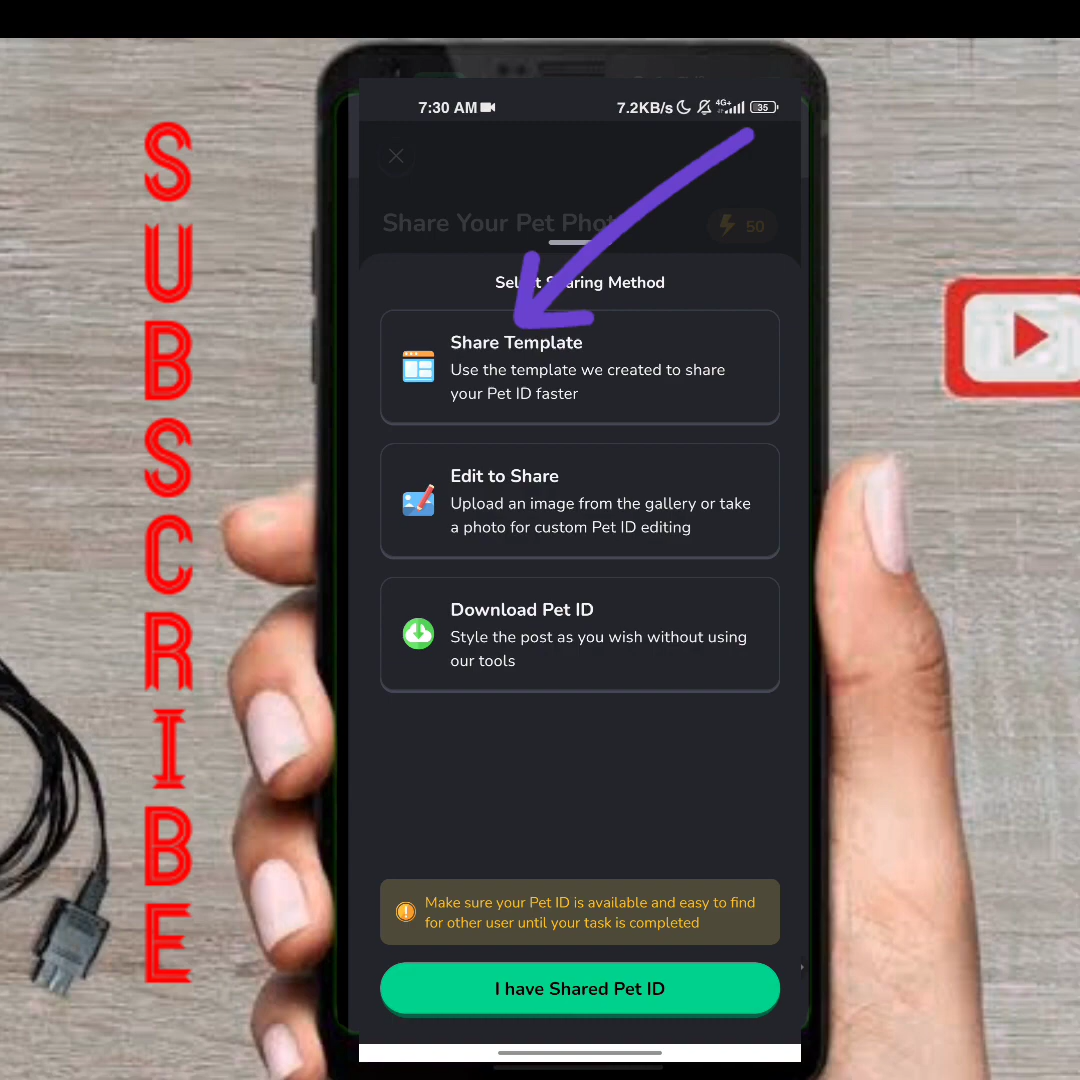 SUBSCRIBE
7:30 AM
7.2KB/s
4G+
35
Share Your Pet Phot
50
Select Sharing Method
Share Template
Use the template we created to share
your Pet ID faster
Edit to Share
Upload an image from the gallery or take
a photo for custom Pet ID editing
Download Pet ID
Style the post as you wish without using
our tools
Make sure your Pet ID is available and easy to find
for other user until your task is completed
I have Shared Pet ID